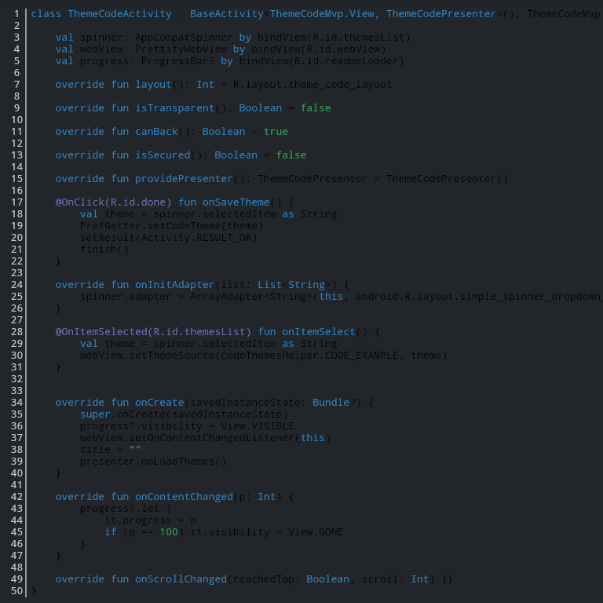 1 class ThemeCodeActivity : BaseActivity<ThemeCodeMvp.View, ThemeCodePresenter>(), ThemeCodeMvp
2
3 val spinner: AppCompatSpinner by bindView(R.id.themesList)
4 val webView: PrettifyWebView by bindView(R.id.webView)
5 val progress: ProgressBar? by bindView(R.id.readmeLoader)
6
7 override fun layout(): Int = R.layout.theme_code_layout
8
9 override fun isTransparent(): Boolean = false
10
11 override fun canBack(): Boolean = true
12
13 override fun isSecured(): Boolean = false
14
15 override fun providePresenter(): ThemeCodePresenter = ThemeCodePresenter()
16
17 @OnClick(R.id.done) fun onSaveTheme() {
18 val theme = spinner.selectedItem as String
19 PrefGetter.setCodeTheme(theme)
20 setResult(Activity.RESULT_OK)
21 finish()
22 }
23
24 override fun onInitAdapter(list: List<String>) {
25 spinner.adapter = ArrayAdapter<String>(this, android.R.layout.simple_spinner_dropdown_
26 }
27
28 @OnItemSelected(R.id.themesList) fun onItemSelect() {
29 val theme = spinner.selectedItem as String
30 webView.setThemeSource(CodeThemesHelper.CODE_EXAMPLE, theme)
31 }
32
33
34 override fun onCreate(savedInstanceState: Bundle?) {
35 super.onCreate(savedInstanceState)
36 progress?.visibility = View.VISIBLE
37 webView.setOnContentChangedListener(this)
38 title = ""
39 presenter.onLoadThemes()
40 }
41
42 override fun onContentChanged(p: Int) {
43 progress?.let {
44 it.progress = p
45 if (p == 100) it.visibility = View.GONE
46 }
47 }
48
49 override fun onScrollChanged(reachedTop: Boolean, scroll: Int) {}
50 }